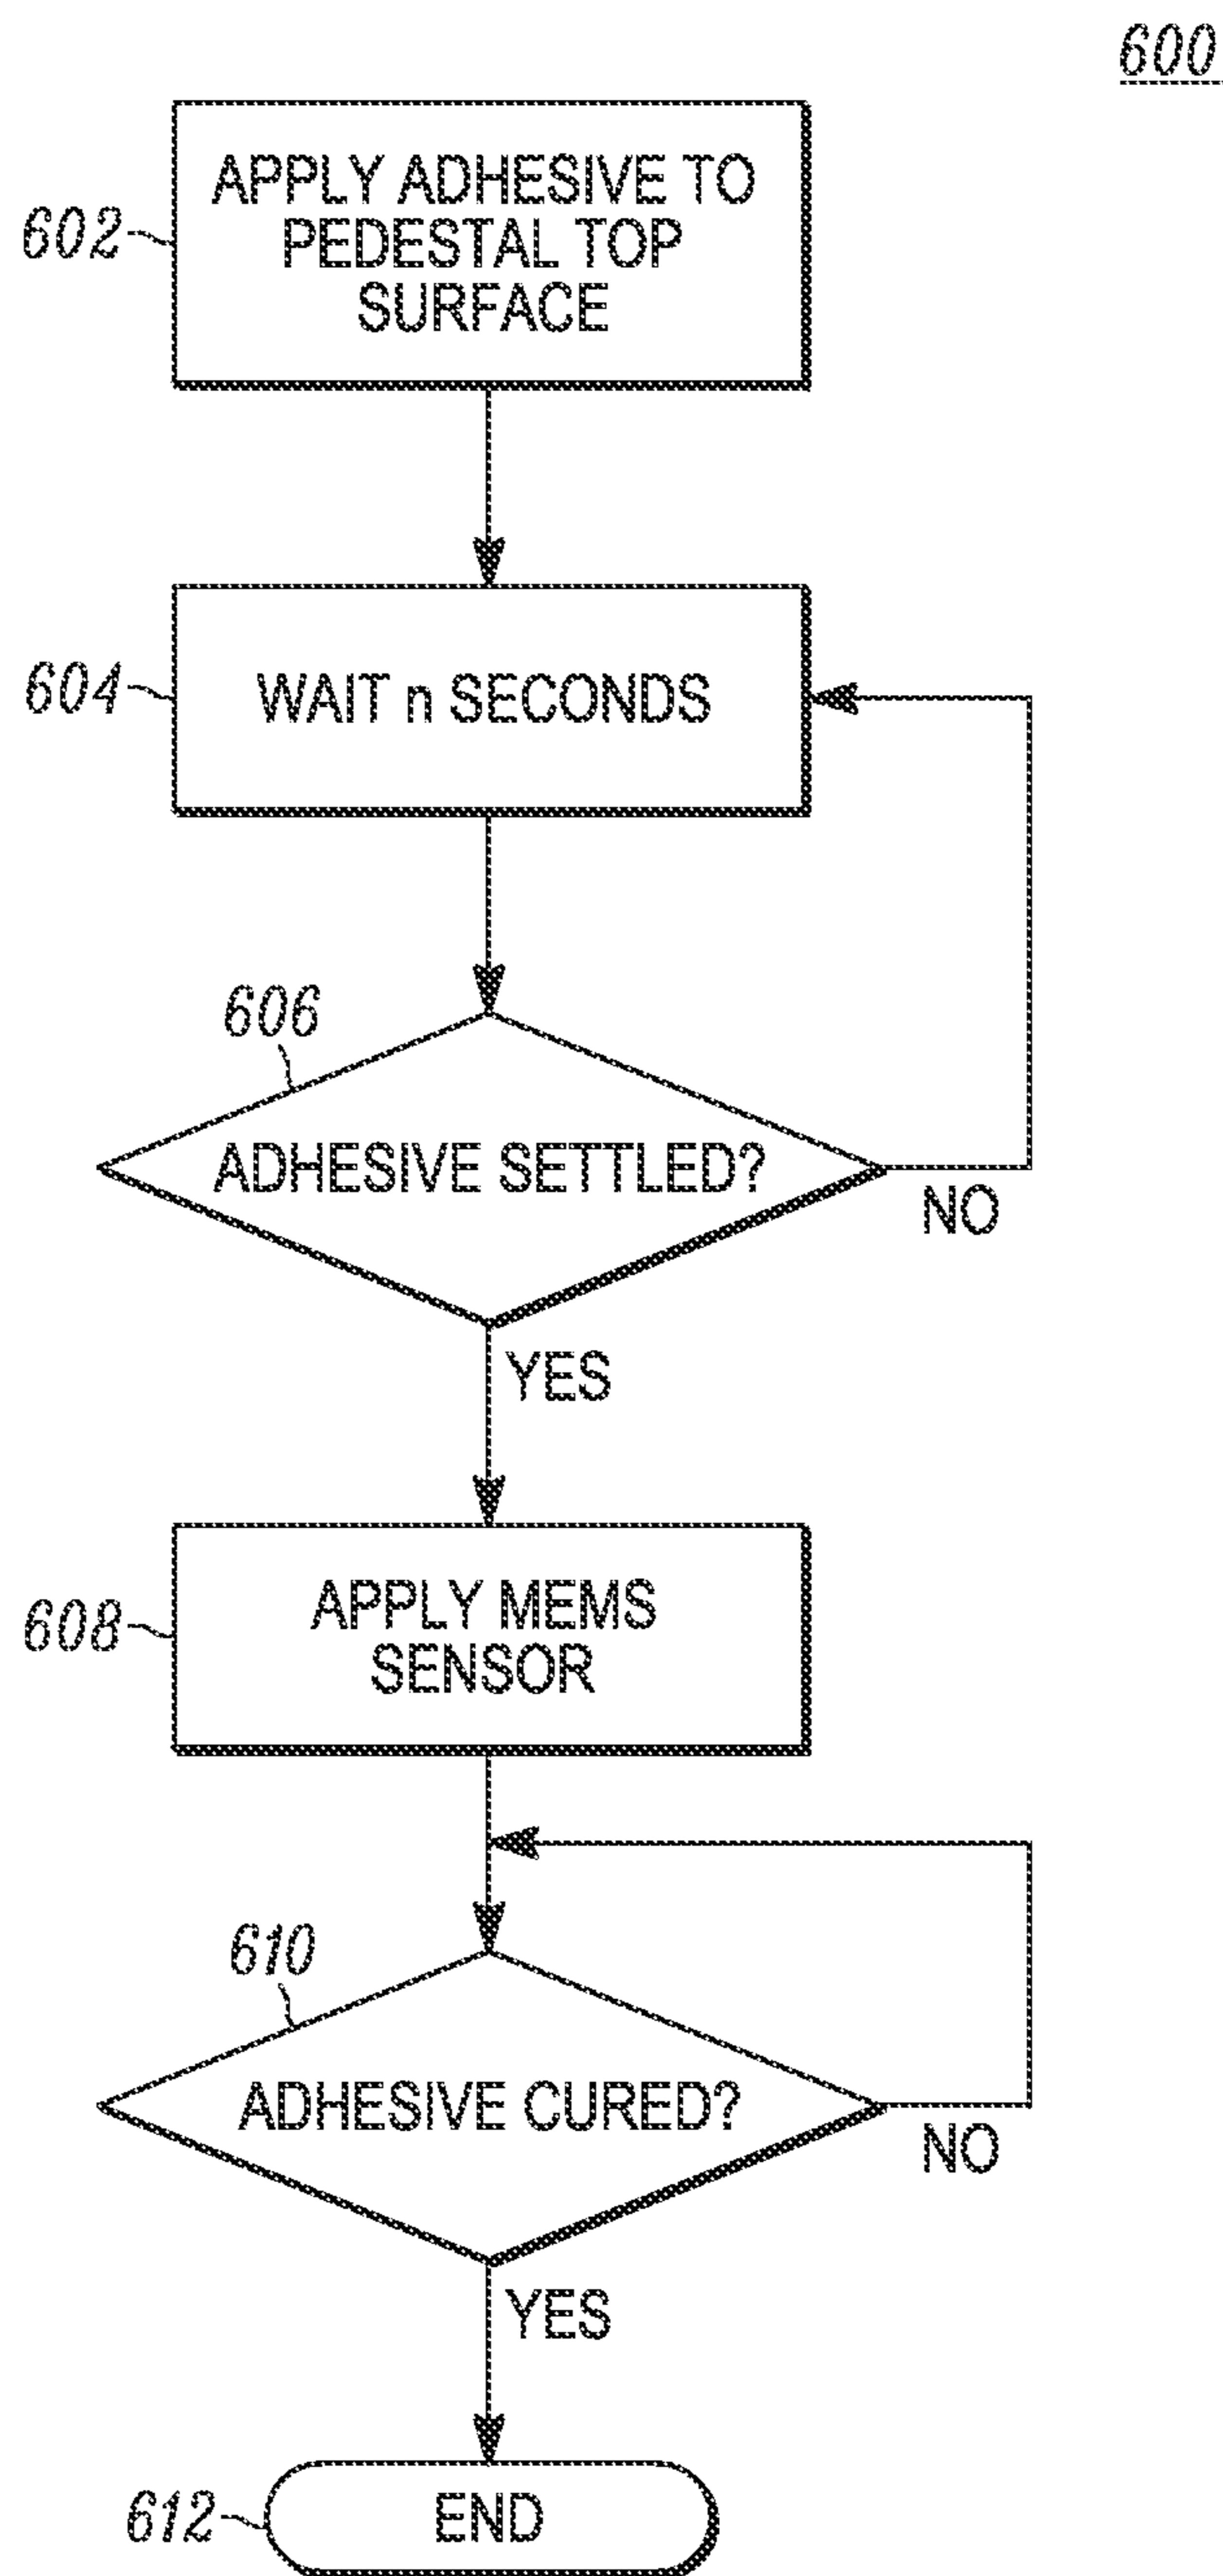 600
APPLY ADHESIVE TO
PEDESTAL TOP
SURFACE
602
WAIT n SECONDS
604
606
ADHESIVE SETTLED?
NO
YES
APPLY MEMS
SENSOR
608
610
ADHESIVE CURED?
NO
YES
END
612